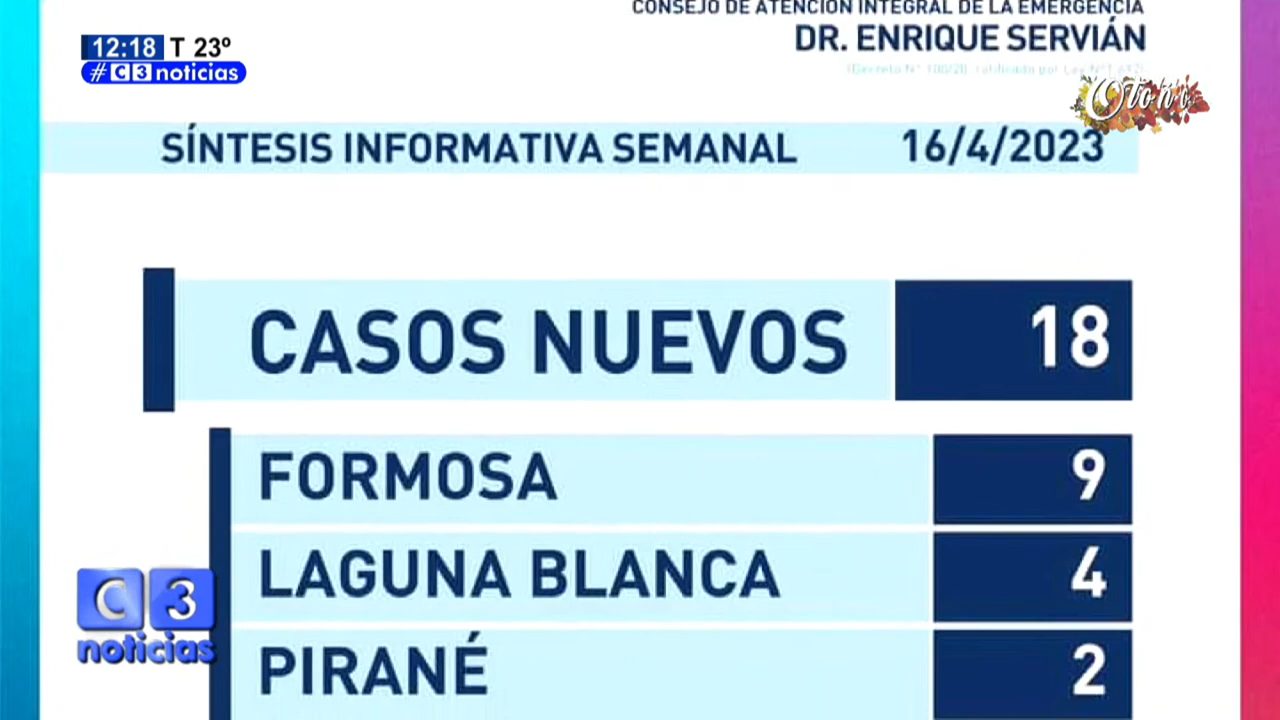 CONSEJO DE ATENCIÓN INTEGRAL DE LA EMERGENCIA
DR. ENRIQUE SERVIÁN
12:18 T 23º
#C3noticias
Otoño
SÍNTESIS INFORMATIVA SEMANAL 16/4/2023
CASOS NUEVOS 18
FORMOSA 9
LAGUNA BLANCA 4
PIRANÉ 2
C3
noticias